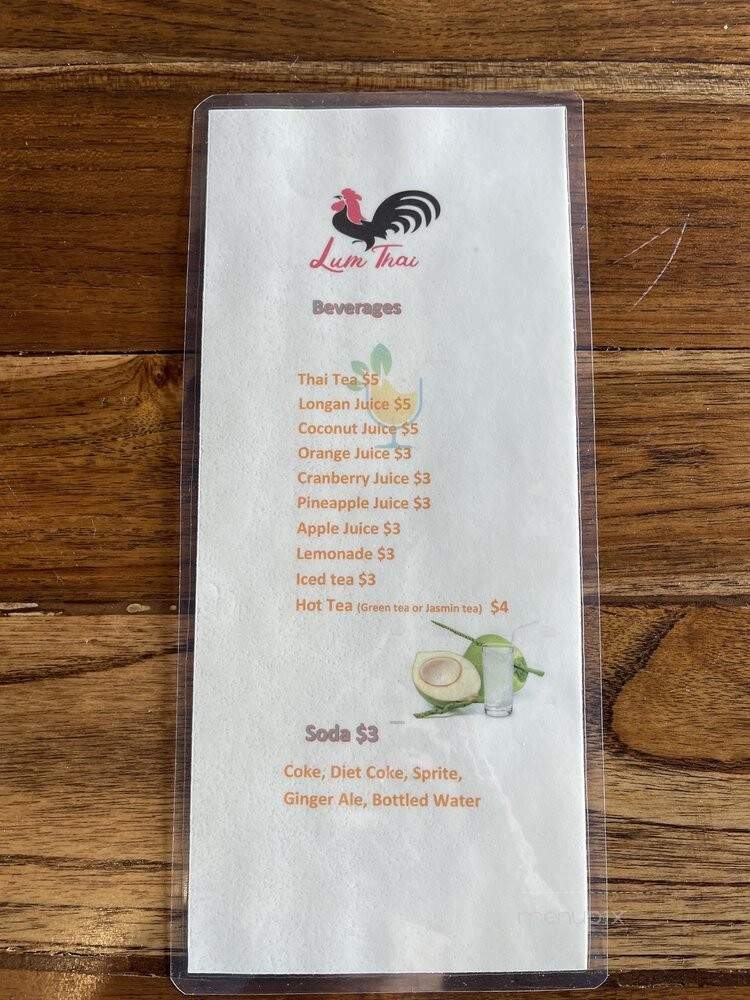 Lum Thai
Beverages
Thai Tea $5
Longan Juice $5
Coconut Juice $5
Orange Juice $3
Cranberry Juice $3
Pineapple Juice $3
Apple Juice $3
Lemonade $3
Iced tea $3
Hot Tea (Green tea or Jasmin tea) $4
Soda $3
Coke, Diet Coke, Sprite,
Ginger Ale, Bottled Water